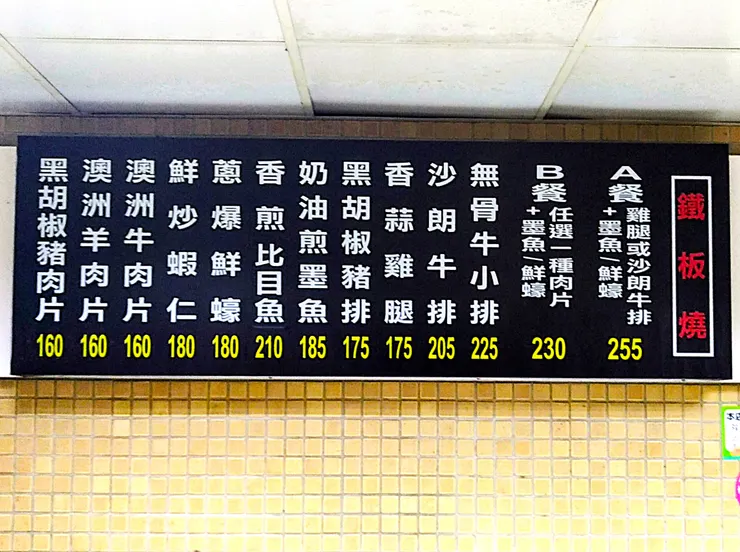 鐵板燒
A餐
雞腿或沙朗牛排
+墨魚/鮮蠔
255
B餐
任選一種肉片
+墨魚/鮮蠔
230
無骨牛小排
225
沙朗牛排
205
香蒜雞腿
175
黑胡椒豬排
175
奶油煎墨魚
185
香煎比目魚
210
蔥爆鮮蠔
180
鮮炒蝦仁
180
澳洲牛肉片
160
澳洲羊肉片
160
黑胡椒豬肉片
160
本店